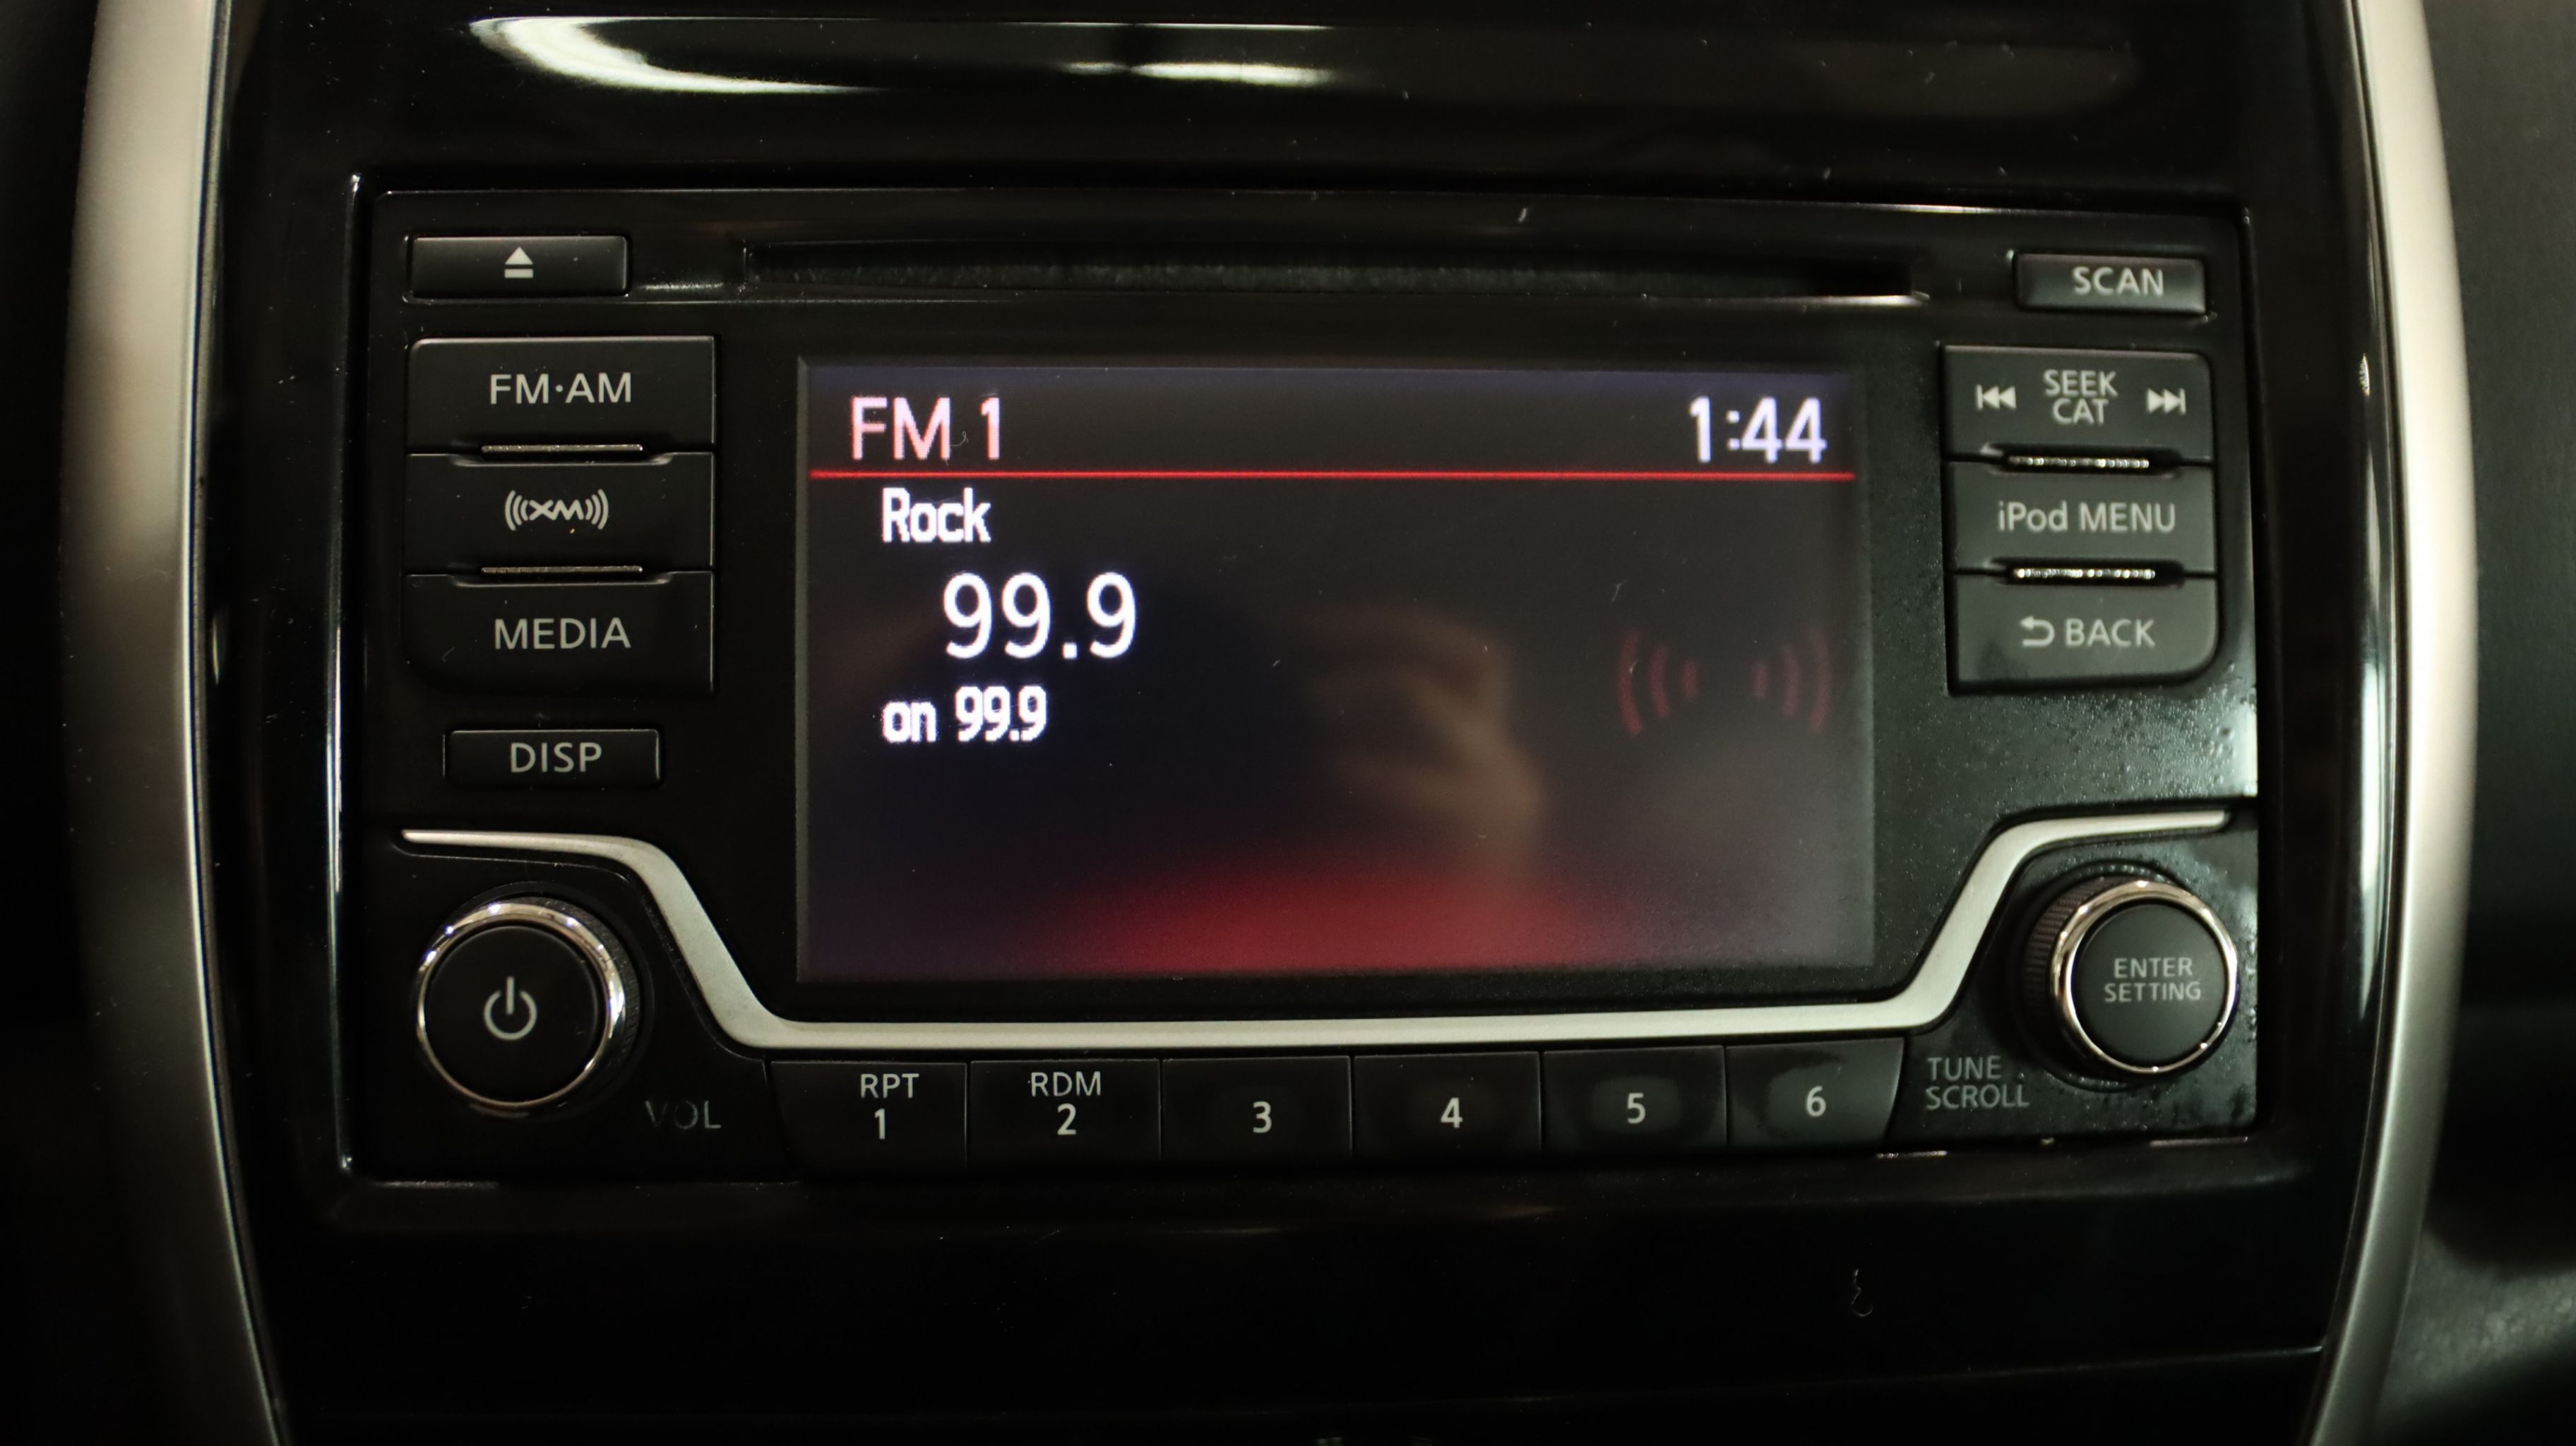 SCAN
FM·AM
SEEK
CAT
XM
iPod MENU
MEDIA
BACK
DISP
FM 1 1:44
Rock
99.9
on 99.9
ENTER
SETTING
VOL
RPT
1
RDM
2
3
4
5
6
TUNE
SCROLL